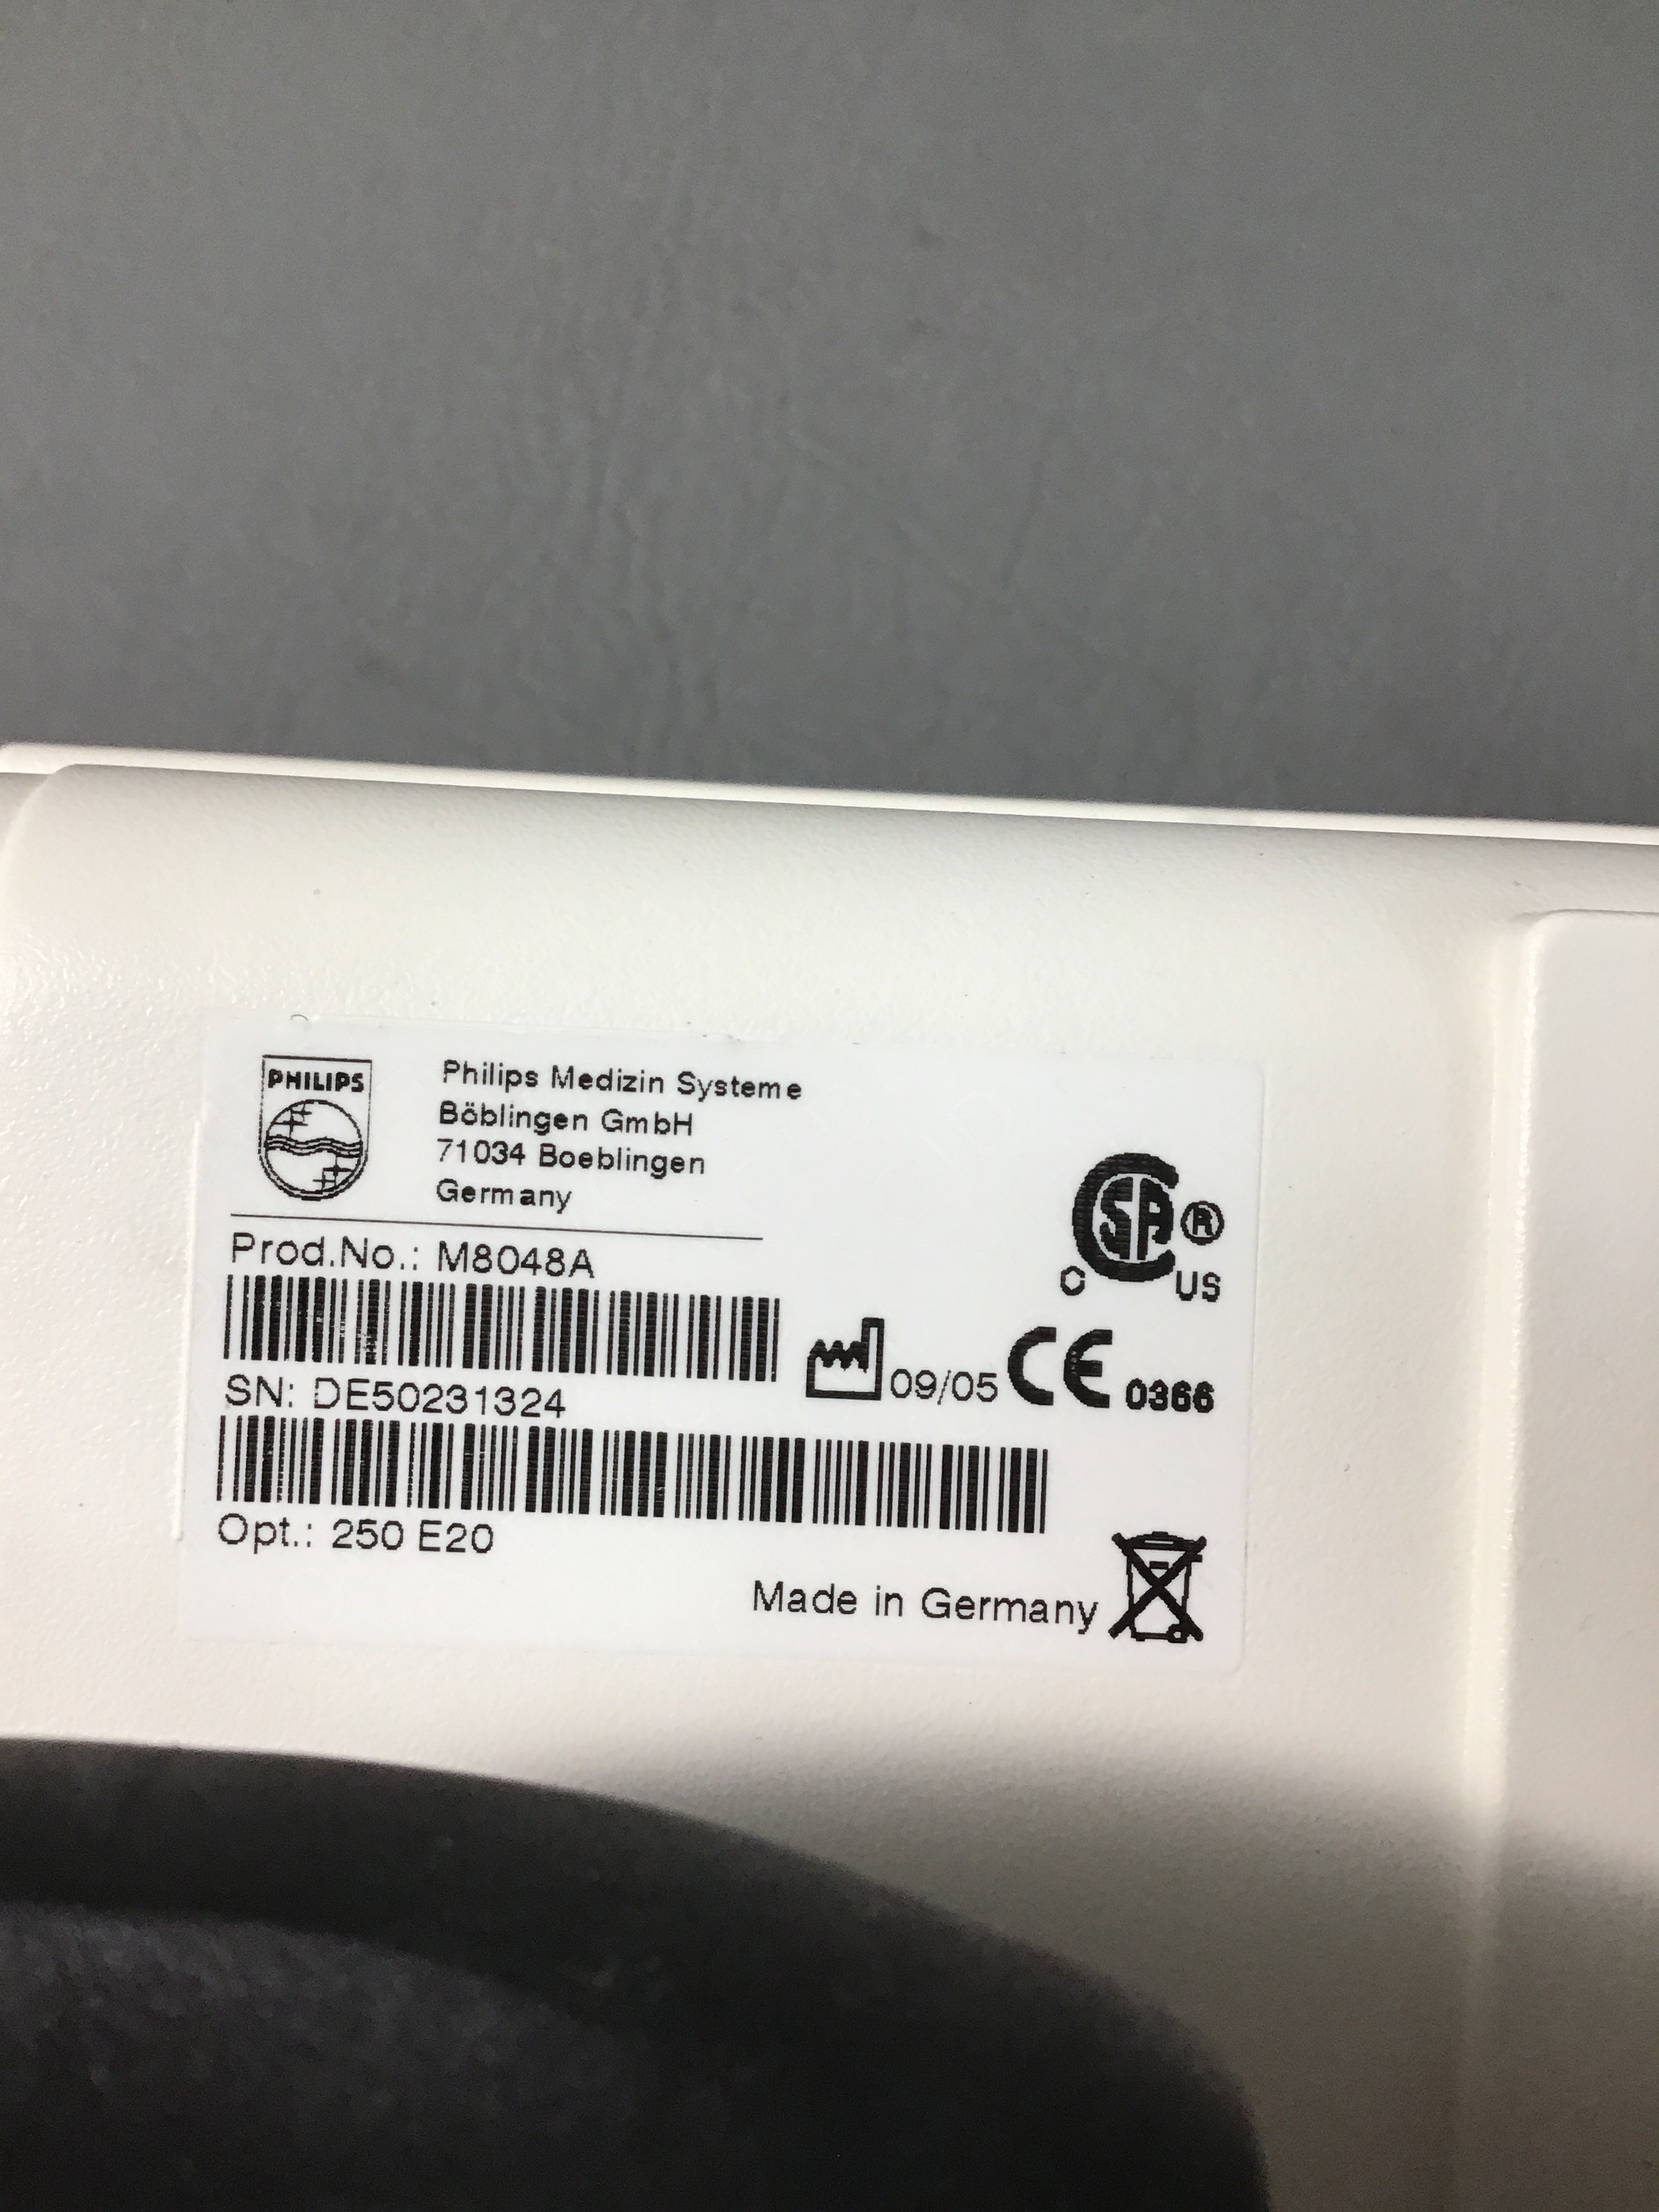 PHILIPS
Philips Medizin Systeme
Böblingen GmbH
71034 Boeblingen
Germany
Prod.No.: M8048A
CSA ®
C US
09/05 CE 0366
SN: DE50231324
Opt.: 250 E20
Made in Germany